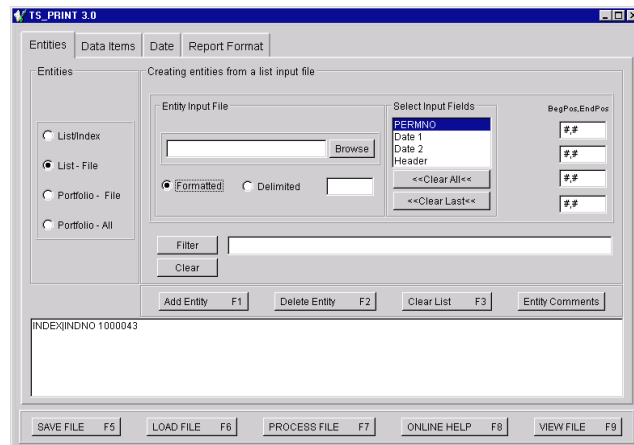 TS_PRINT 3.0
Entities Data Items Date Report Format
Entities
Creating entities from a list input file
List/Index
List - File
Portfolio - File
Portfolio - All
Entity Input File
Browse
Formatted Delimited
Select Input Fields
PERMNO
Date 1
Date 2
Header
<<Clear All<<
<<Clear Last<<
BegPos,EndPos
#,#
#,#
#,#
#,#
Filter
Clear
Add Entity F1 Delete Entity F2 Clear List F3 Entity Comments
INDEX|INDNO 1000043
SAVE FILE F5 LOAD FILE F6 PROCESS FILE F7 ONLINE HELP F8 VIEW FILE F9